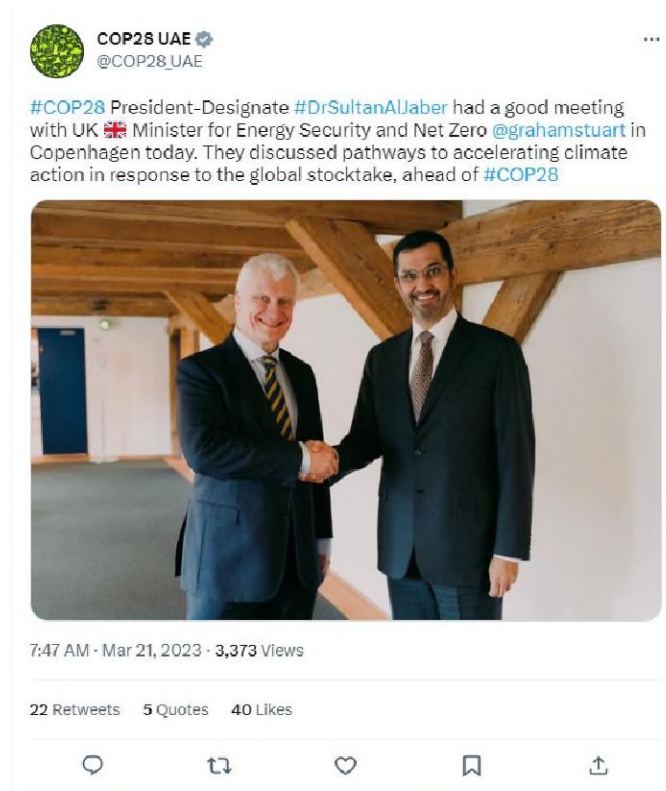 COP28 UAE
@COP28_UAE
#COP28 President-Designate #DrSultanAlJaber had a good meeting
with UK 🇬🇧 Minister for Energy Security and Net Zero @grahamstuart in
Copenhagen today. They discussed pathways to accelerating climate
action in response to the global stocktake, ahead of #COP28
7:47 AM · Mar 21, 2023 · 3,373 Views
22 Retweets 5 Quotes 40 Likes